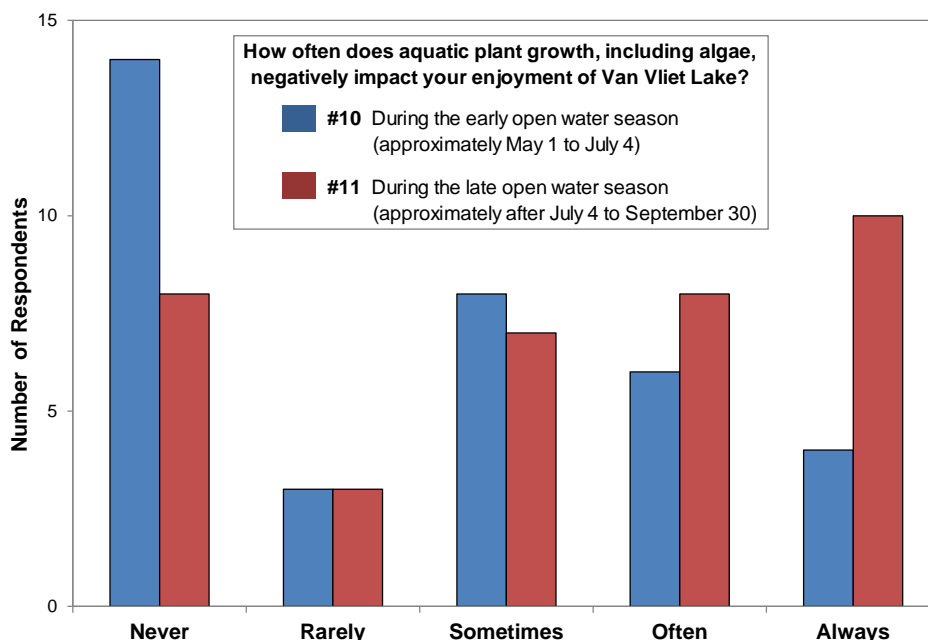 15
How often does aquatic plant growth, including algae,
negatively impact your enjoyment of Van Vliet Lake?
#10 During the early open water season
(approximately May 1 to July 4)
#11 During the late open water season
(approximately after July 4 to September 30)
10
Number of Respondents
5
0
Never Rarely Sometimes Often Always